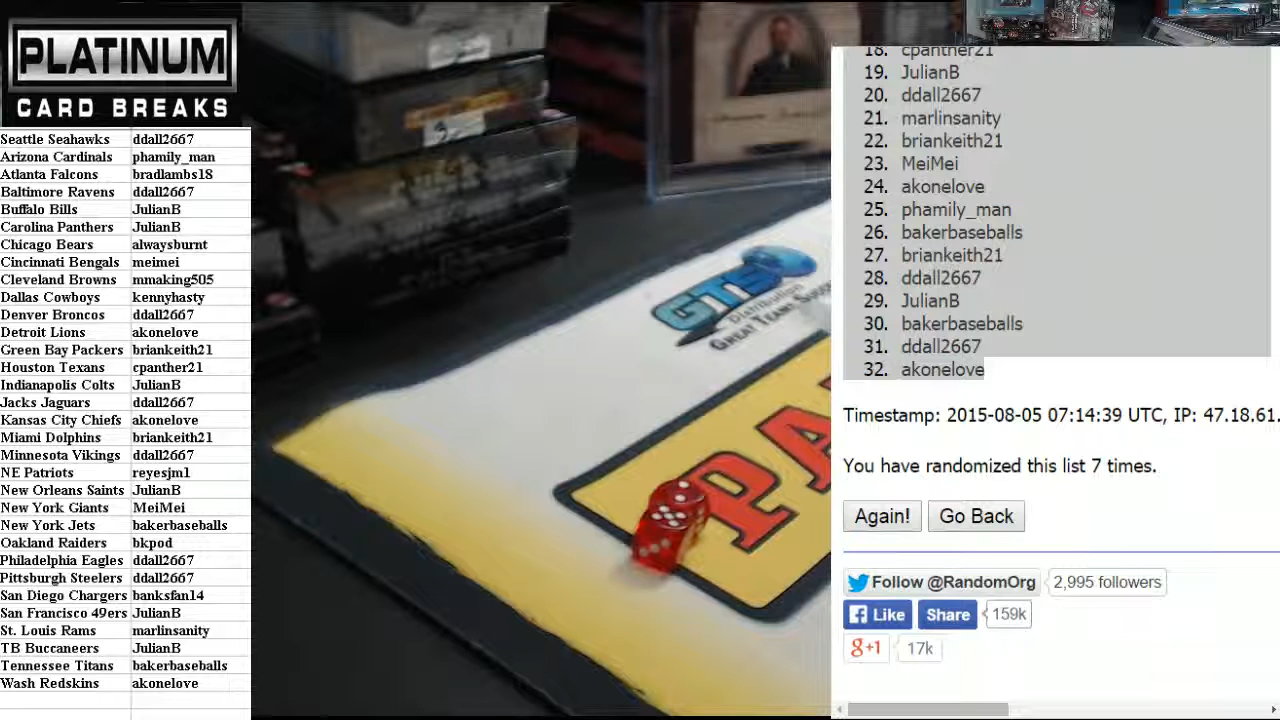 PLATINUM
CARD BREAKS
Seattle Seahawks ddall2667
Arizona Cardinals phamily_man
Atlanta Falcons bradlambs18
Baltimore Ravens ddall2667
Buffalo Bills JulianB
Carolina Panthers JulianB
Chicago Bears alwaysburnt
Cincinnati Bengals meimei
Cleveland Browns mmaking505
Dallas Cowboys kennyhasty
Denver Broncos ddall2667
Detroit Lions akonelove
Green Bay Packers briankeith21
Houston Texans cpanther21
Indianapolis Colts JulianB
Jacks Jaguars ddall2667
Kansas City Chiefs akonelove
Miami Dolphins briankeith21
Minnesota Vikings ddall2667
NE Patriots reyesjm1
New Orleans Saints JulianB
New York Giants MeiMei
New York Jets bakerbaseballs
Oakland Raiders bkpod
Philadelphia Eagles ddall2667
Pittsburgh Steelers ddall2667
San Diego Chargers banksfan14
San Francisco 49ers JulianB
St. Louis Rams marlinsanity
TB Buccaneers JulianB
Tennessee Titans bakerbaseballs
Wash Redskins akonelove
GTS
Distribution
Great Teams
PA
18. cpanther21
19. JulianB
20. ddall2667
21. marlinsanity
22. briankeith21
23. MeiMei
24. akonelove
25. phamily_man
26. bakerbaseballs
27. briankeith21
28. ddall2667
29. JulianB
30. bakerbaseballs
31. ddall2667
32. akonelove
Timestamp: 2015-08-05 07:14:39 UTC, IP: 47.18.61.
You have randomized this list 7 times.
Again! Go Back
Follow @RandomOrg 2,995 followers
Like Share 159k
g+1 17k